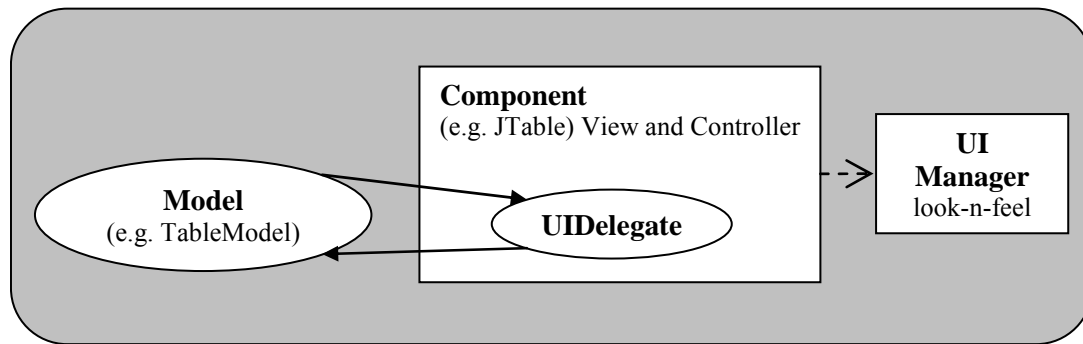 Component
(e.g. JTable) View and Controller
Model
(e.g. TableModel)
UIDelegate
UI
Manager
look-n-feel